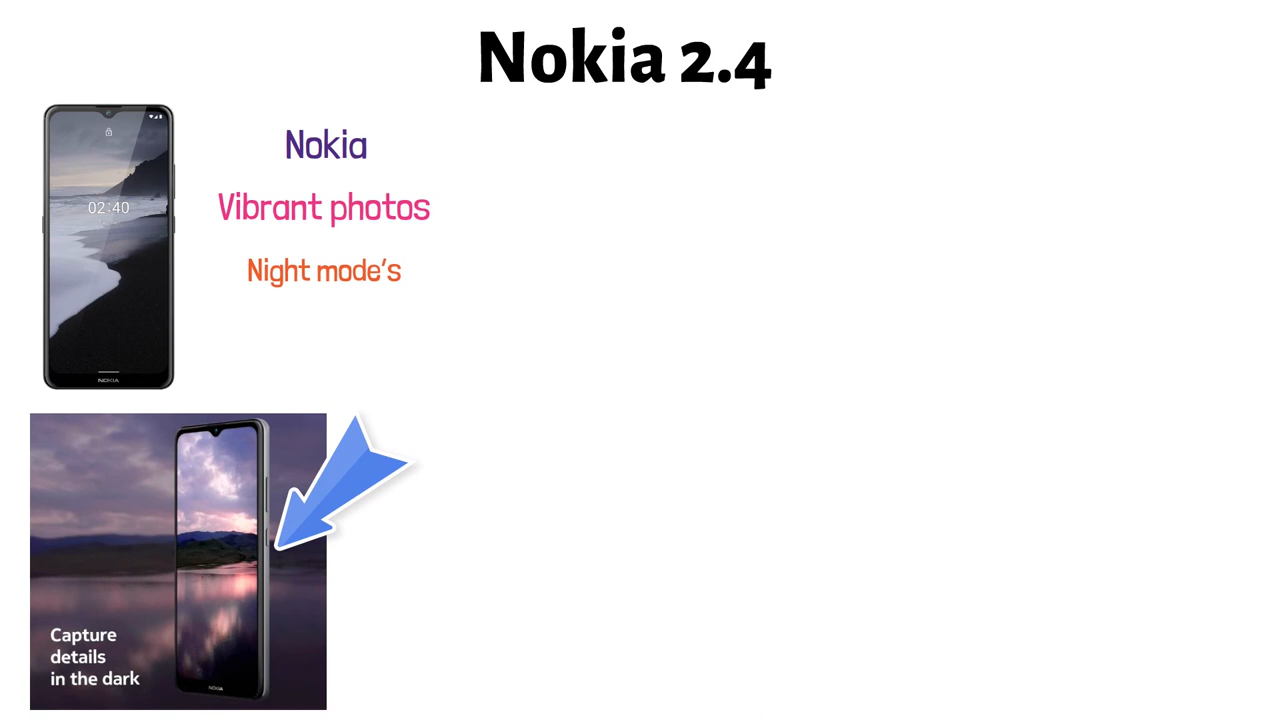 Nokia 2.4
Nokia
Vibrant photos
Night mode's
02:40
NOKIA
Capture
details
in the dark
NOKIA